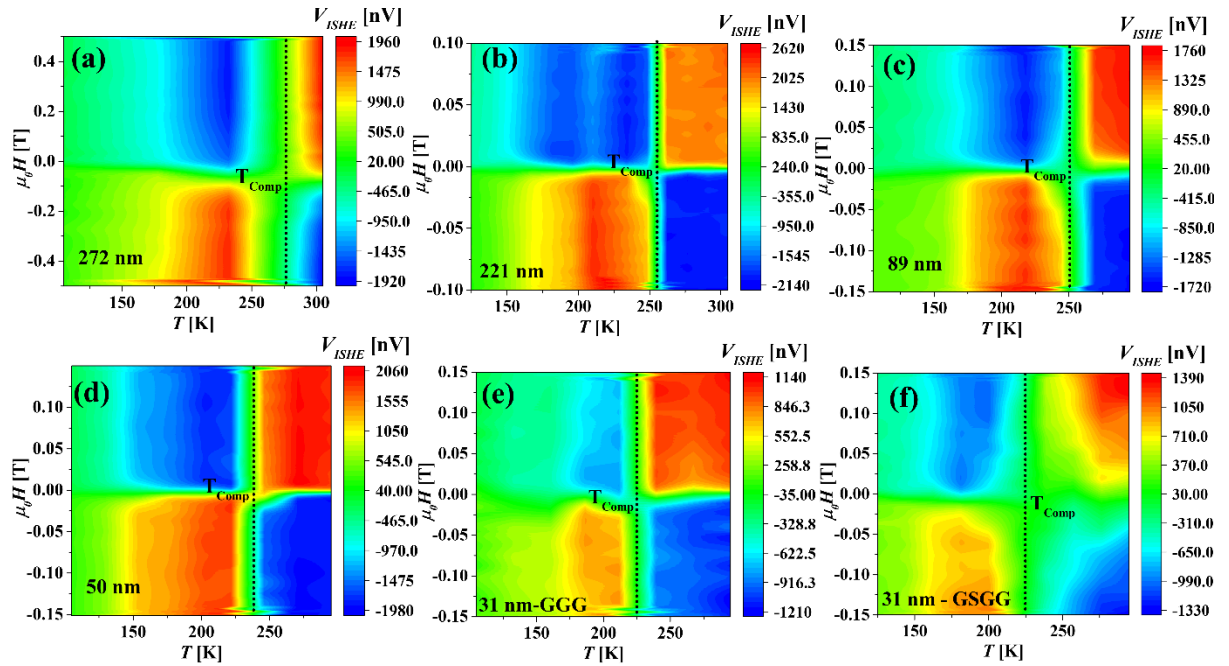 V_ISHE [nV]
(a)
1960
1475
990.0
505.0
20.00
-465.0
-950.0
-1435
-1920
0.4
0.2
0.0
-0.2
-0.4
μ₀H [T]
T_Comp
272 nm
150 200 250 300
T [K]
V_ISHE [nV]
(b)
2620
2025
1430
835.0
240.0
-355.0
-950.0
-1545
-2140
0.15
0.10
0.05
0.00
-0.05
-0.10
μ₀H [T]
T_Comp
221 nm
150 200 250 300
T [K]
V_ISHE [nV]
(c)
1760
1325
890.0
455.0
20.00
-415.0
-850.0
-1285
-1720
0.15
0.10
0.05
0.00
-0.05
-0.10
-0.15
μ₀H [T]
T_Comp
89 nm
150 200 250
T [K]
V_ISHE [nV]
(d)
2060
1555
1050
545.0
40.00
-465.0
-970.0
-1475
-1980
0.10
0.05
0.00
-0.05
-0.10
-0.15
μ₀H [T]
T_Comp
50 nm
150 200 250
T [K]
V_ISHE [nV]
(e)
1140
846.3
552.5
258.8
-35.00
-328.8
-622.5
-916.3
-1210
0.15
0.10
0.05
0.00
-0.05
-0.10
-0.15
μ₀H [T]
T_Comp
31 nm-GGG
150 200 250
T [K]
V_ISHE [nV]
(f)
1390
1050
710.0
370.0
30.00
-310.0
-650.0
-990.0
-1330
0.15
0.10
0.05
0.00
-0.05
-0.10
-0.15
μ₀H [T]
T_Comp
31 nm - GSGG
150 200 250
T [K]